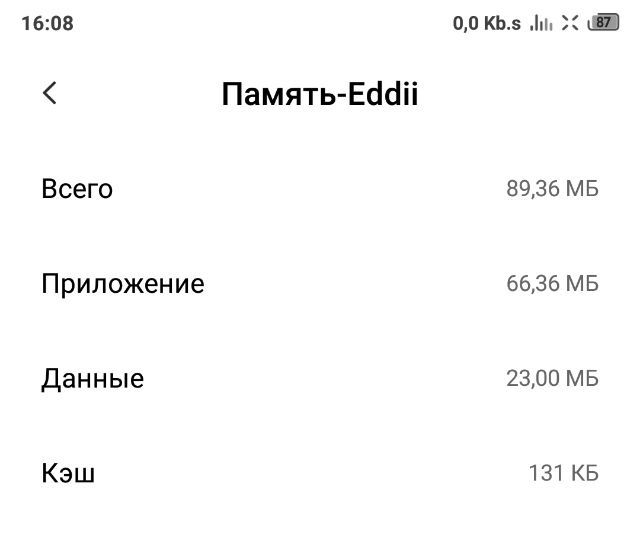 16:08 0,0 Kb.s 87
Память-Eddii
Всего 89,36 МБ
Приложение 66,36 МБ
Данные 23,00 МБ
Кэш 131 КБ